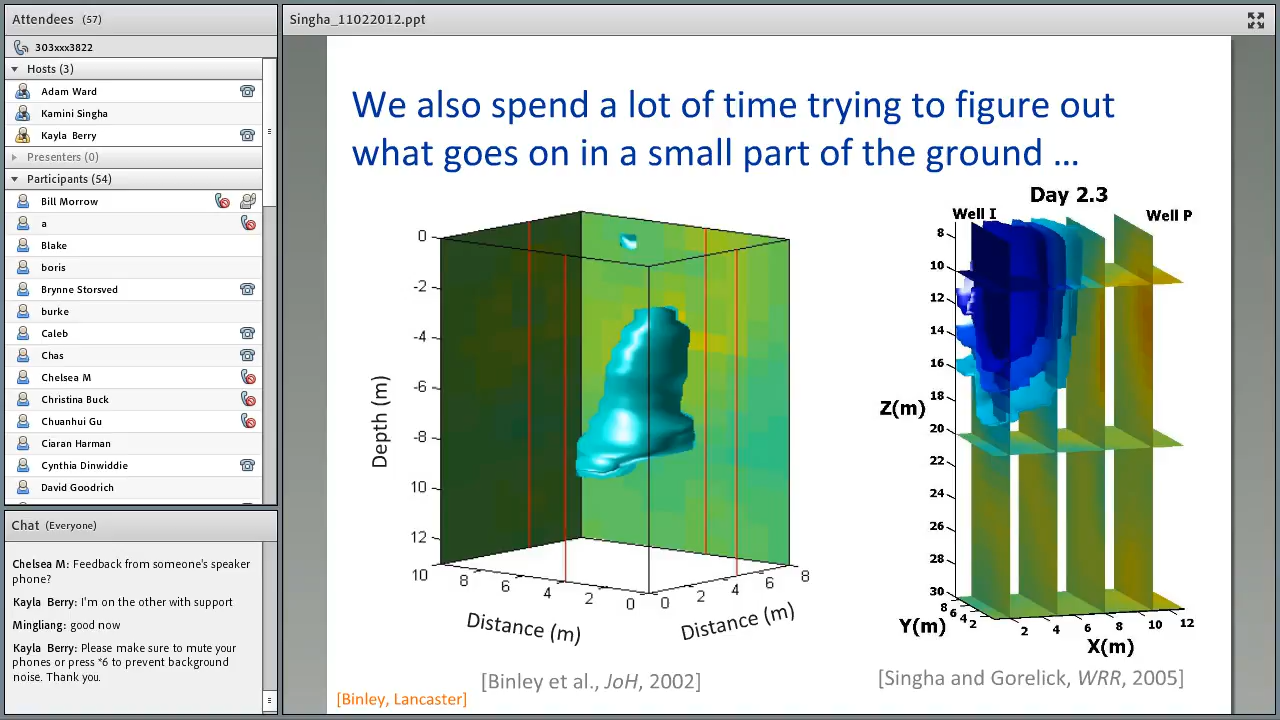 Attendees (57)
303xxx3822
Hosts (3)
Adam Ward
Kamini Singha
Kayla Berry
Presenters (0)
Participants (54)
Bill Morrow
a
Blake
boris
Brynne Storsved
burke
Caleb
Chas
Chelsea M
Christina Buck
Chuanhui Gu
Ciaran Harman
Cynthia Dinwiddie
David Goodrich
Chat (Everyone)
Chelsea M: Feedback from someone's speaker
phone?
Kayla Berry: I'm on the other with support
Mingliang: good now
Kayla Berry: Please make sure to mute your
phones or press *6 to prevent background
noise. Thank you.
Singha_11022012.ppt
We also spend a lot of time trying to figure out
what goes on in a small part of the ground ...
0
-2
-4
-6
-8
10
12
Depth (m)
10 8 6 4 2 0
Distance (m)
0 2 4 6 8
Distance (m)
[Binley et al., JoH, 2002]
[Binley, Lancaster]
Day 2.3
Well I
Well P
8
10
12
14
16
18
20
22
24
26
28
30
Z(m)
8 6 4 2
Y(m)
2 4 6 8 10 12
X(m)
[Singha and Gorelick, WRR, 2005]